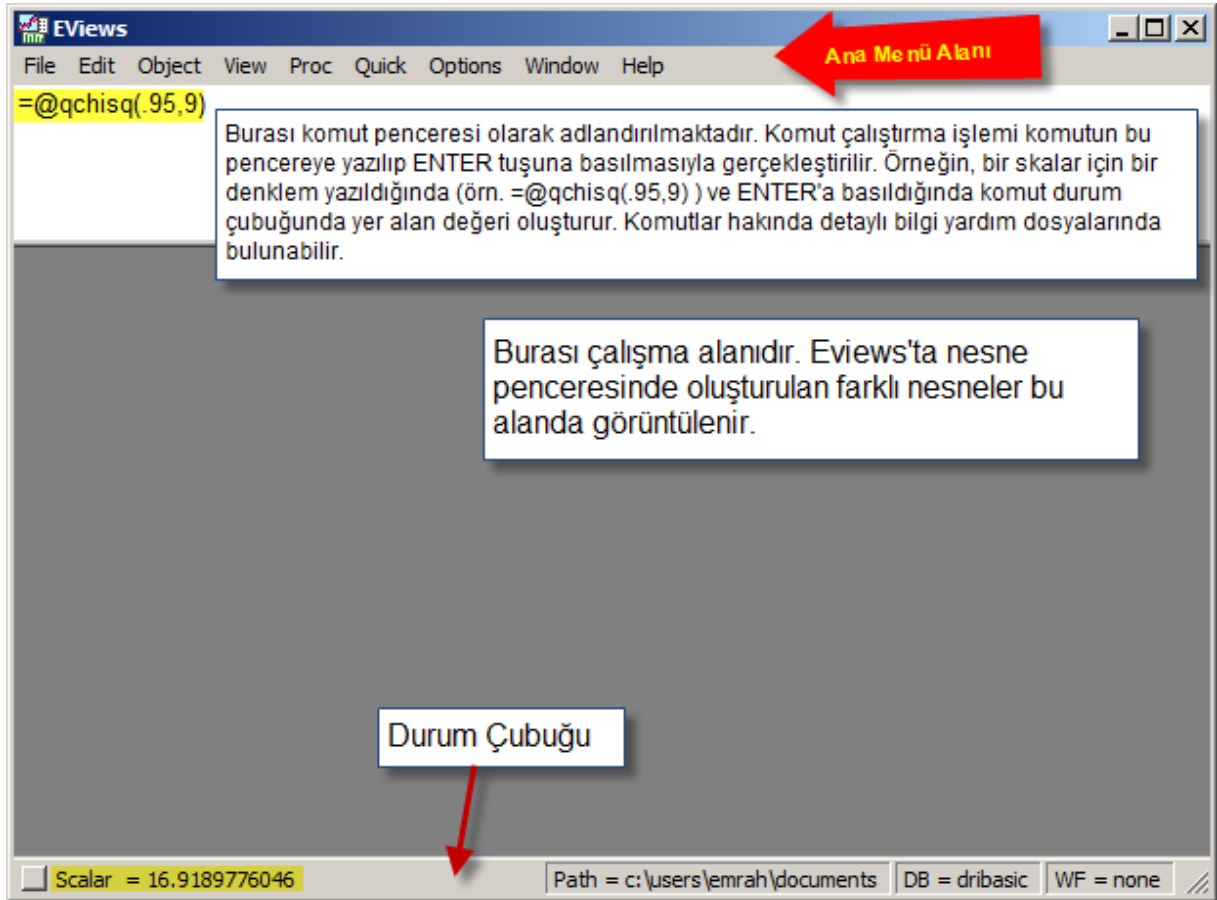 EViews
File Edit Object View Proc Quick Options Window Help
Ana Menü Alanı
=@qchisq(.95,9)
Burası komut penceresi olarak adlandırılmaktadır. Komut çalıştırma işlemi komutun bu
pencereye yazılıp ENTER tuşuna basılmasıyla gerçekleştirilir. Örneğin, bir skalar için bir
denklem yazıldığında (örn. =@qchisq(.95,9) ) ve ENTER'a basıldığında komut durum
çubuğunda yer alan değeri oluşturur. Komutlar hakında detaylı bilgi yardım dosyalarında
bulunabilir.
Burası çalışma alanıdır. Eviews'ta nesne
penceresinde oluşturulan farklı nesneler bu
alanda görüntülenir.
Durum Çubuğu
Scalar = 16.9189776046
Path = c:\users\emrah\documents DB = dribasic WF = none